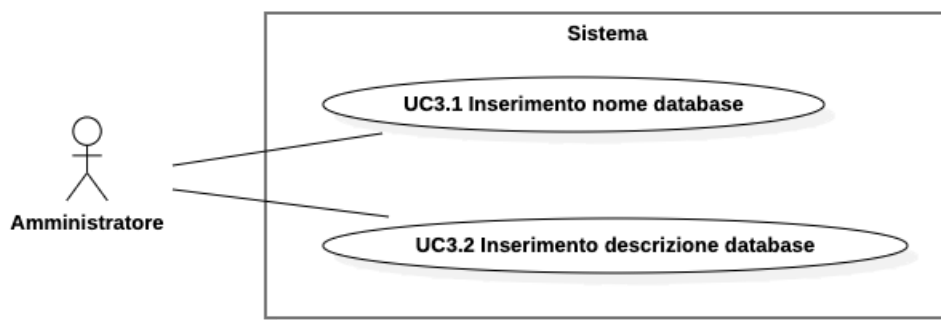 Sistema
UC3.1 Inserimento nome database
Amministratore
UC3.2 Inserimento descrizione database